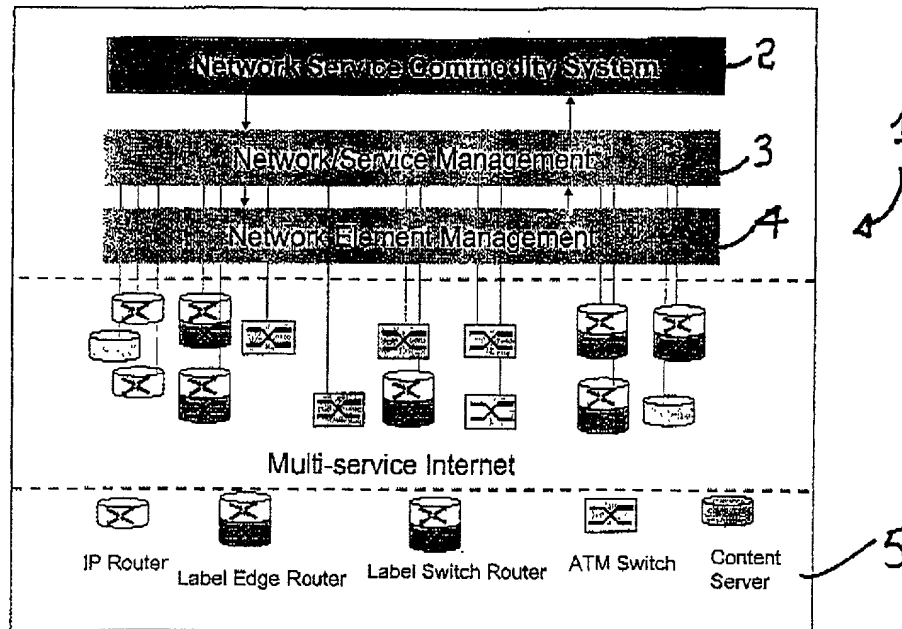 Network Service Commodity System
2
1
Network/Service Management
3
Network Element Management
4
Multi-service Internet
IP Router
Label Edge Router
Label Switch Router
ATM Switch
Content
Server
5